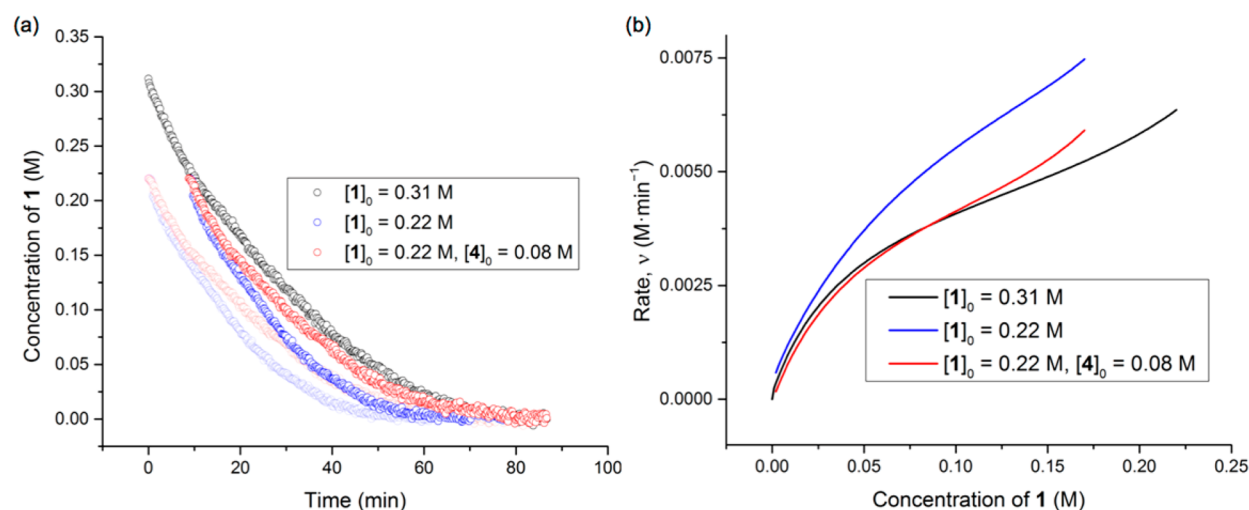 (a)
Concentration of 1 (M)
0.35
0.30
0.25
0.20
0.15
0.10
0.05
0.00
[1]₀ = 0.31 M
[1]₀ = 0.22 M
[1]₀ = 0.22 M, [4]₀ = 0.08 M
0 20 40 60 80 100
Time (min)
(b)
Rate, ν (M·min⁻¹)
0.0075
0.0050
0.0025
0.0000
[1]₀ = 0.31 M
[1]₀ = 0.22 M
[1]₀ = 0.22 M, [4]₀ = 0.08 M
0.00 0.05 0.10 0.15 0.20 0.25
Concentration of 1 (M)